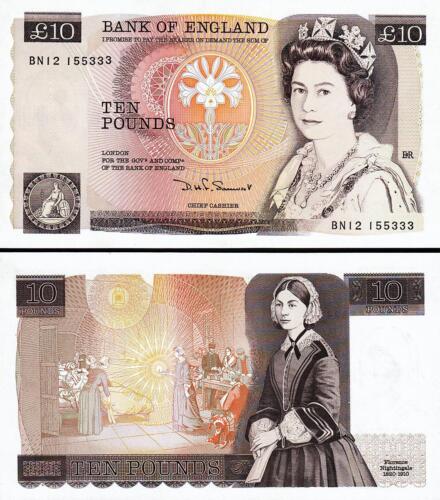 £10
BANK OF ENGLAND
£10
I PROMISE TO PAY THE BEARER ON DEMAND THE SUM OF
BN12 155333
TEN
POUNDS
LONDON
FOR THE GOVR AND COMPA
OF THE BANK OF ENGLAND
EIIR
CHIEF CASHIER
BN12 155333
10
POUNDS
10
POUNDS
Florence
Nightingale
1820-1910
TEN POUNDS